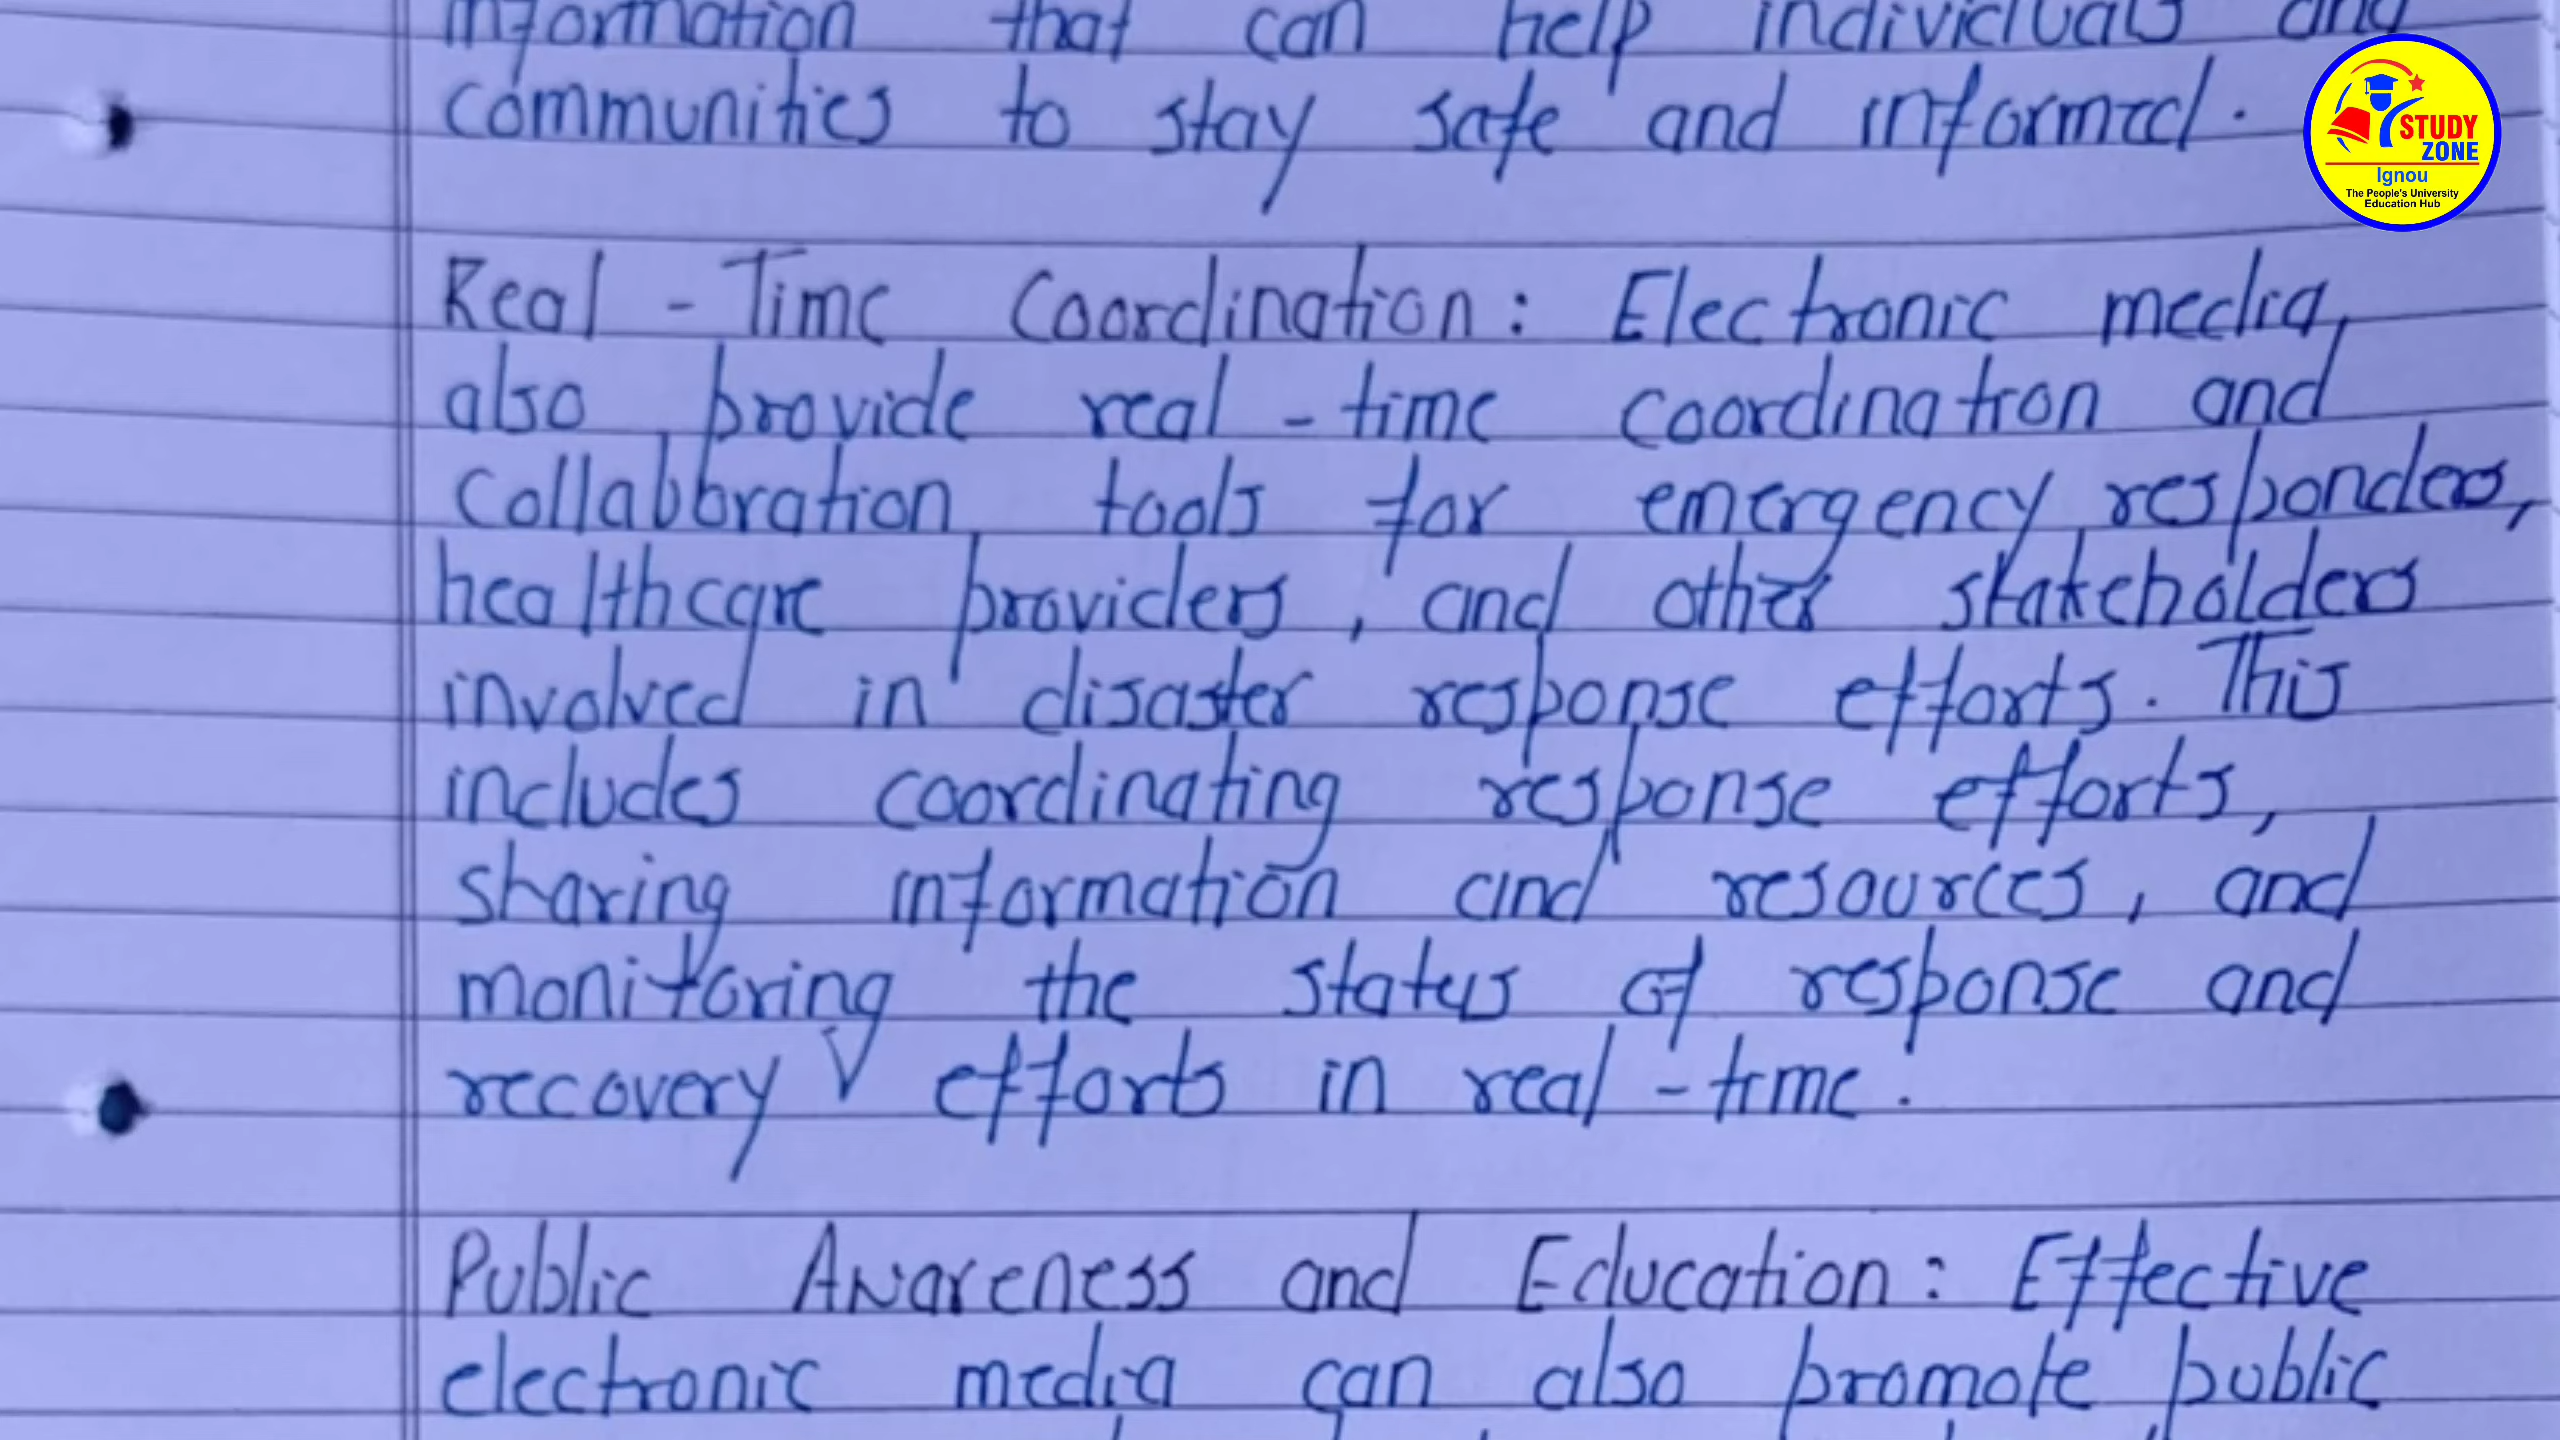 information that can help individuals and
communities to stay safe and informed.
STUDY
ZONE
Ignou
The People's University
Education Hub
Real - Time Coordination: Electronic media
also provide real - time coordination and
collaboration tools for emergency responders,
healthcare providers, and other stakeholders
involved in disaster response efforts. This
includes coordinating response efforts,
sharing information and resources, and
monitoring the status of response and
recovery efforts in real - time.
Public Awareness and Education: Effective
electronic media can also promote public